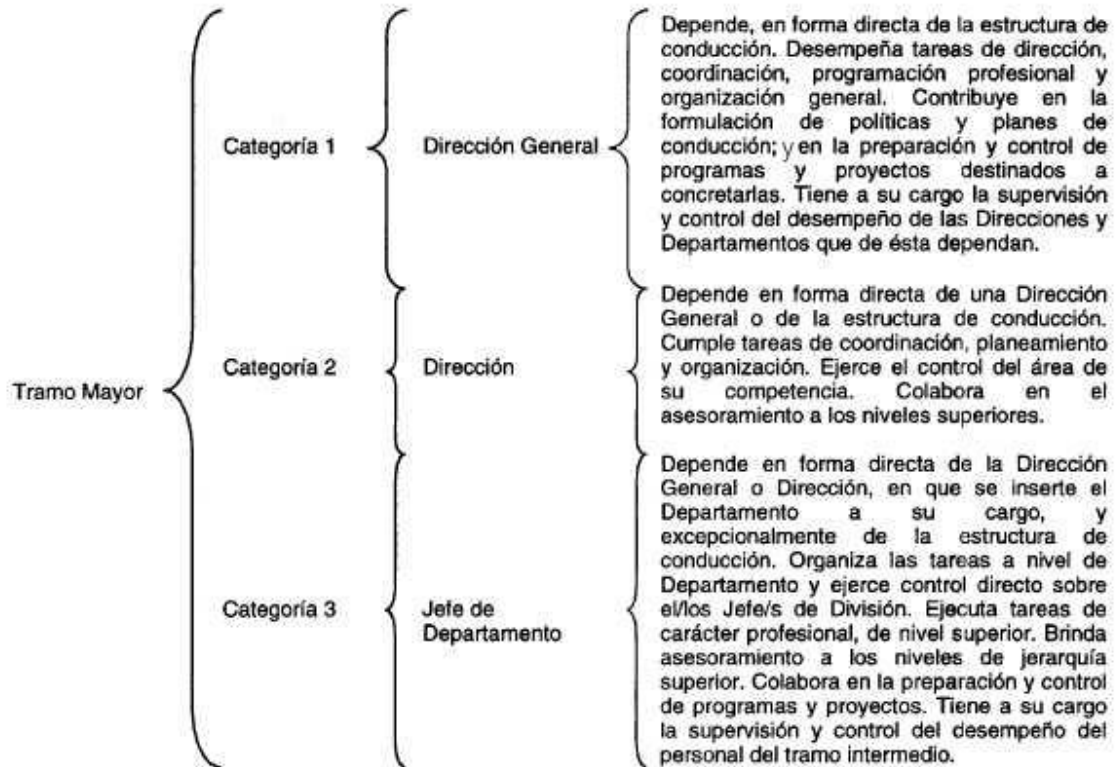 Tramo Mayor
Categoría 1
Dirección General
Depende, en forma directa de la estructura de
conducción. Desempeña tareas de dirección,
coordinación, programación profesional y
organización general. Contribuye en la
formulación de políticas y planes de
conducción; y en la preparación y control de
programas y proyectos destinados a
concretarlas. Tiene a su cargo la supervisión
y control del desempeño de las Direcciones y
Departamentos que de ésta dependan.
Categoría 2
Dirección
Depende en forma directa de una Dirección
General o de la estructura de conducción.
Cumple tareas de coordinación, planeamiento
y organización. Ejerce el control del área de
su competencia. Colabora en el
asesoramiento a los niveles superiores.
Categoría 3
Jefe de
Departamento
Depende en forma directa de la Dirección
General o Dirección, en que se inserte el
Departamento a su cargo, y
excepcionalmente de la estructura de
conducción. Organiza las tareas a nivel de
Departamento y ejerce control directo sobre
el/los Jefe/s de División. Ejecuta tareas de
carácter profesional, de nivel superior. Brinda
asesoramiento a los niveles de jerarquía
superior. Colabora en la preparación y control
de programas y proyectos. Tiene a su cargo
la supervisión y control del desempeño del
personal del tramo intermedio.